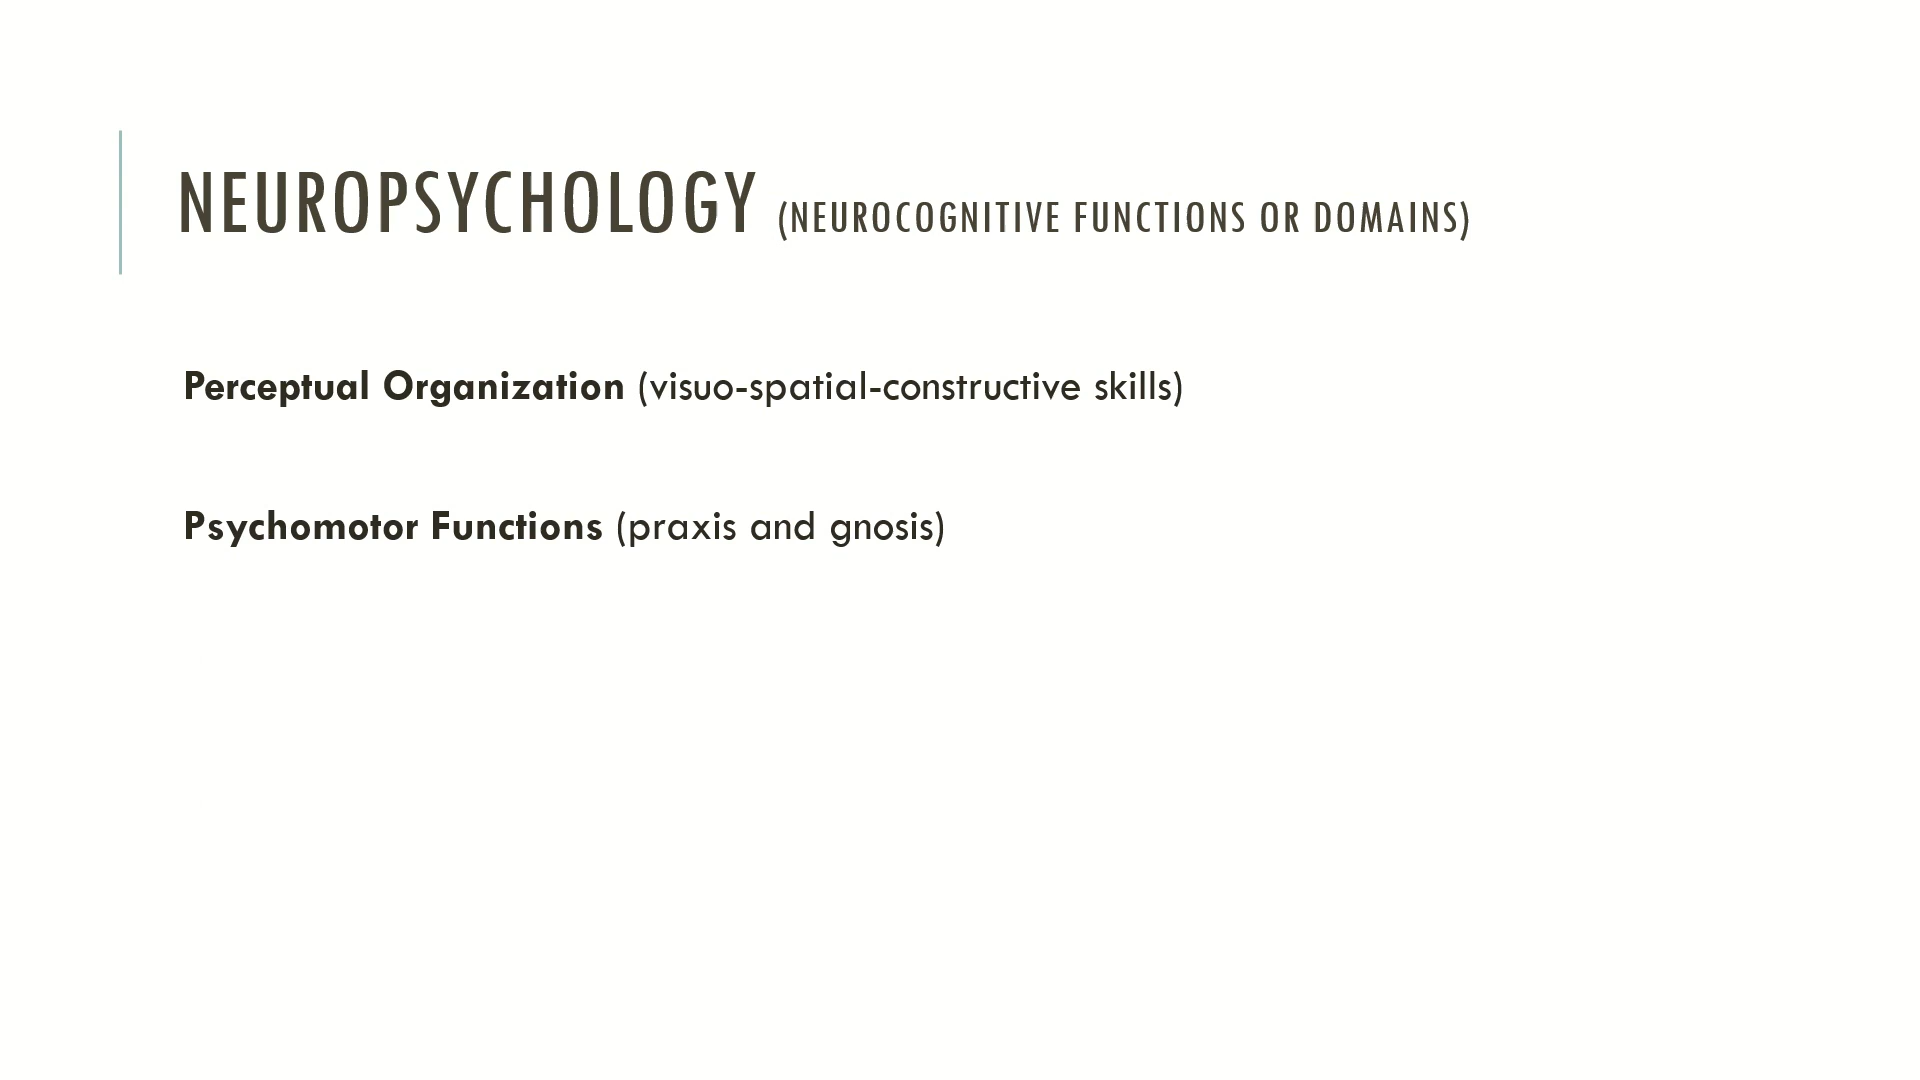 NEUROPSYCHOLOGY (NEUROCOGNITIVE FUNCTIONS OR DOMAINS)
Perceptual Organization (visuo-spatial-constructive skills)
Psychomotor Functions (praxis and gnosis)